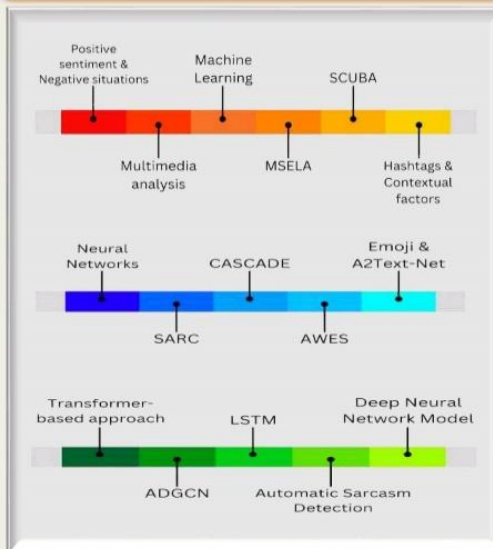 Positive
sentiment &
Negative situations
Machine
Learning
SCUBA
Multimedia
analysis
MSELA
Hashtags &
Contextual
factors
Neural
Networks
CASCADE
Emoji &
A2Text-Net
SARC
AWES
Transformer-
based approach
LSTM
Deep Neural
Network Model
ADGCN
Automatic Sarcasm
Detection